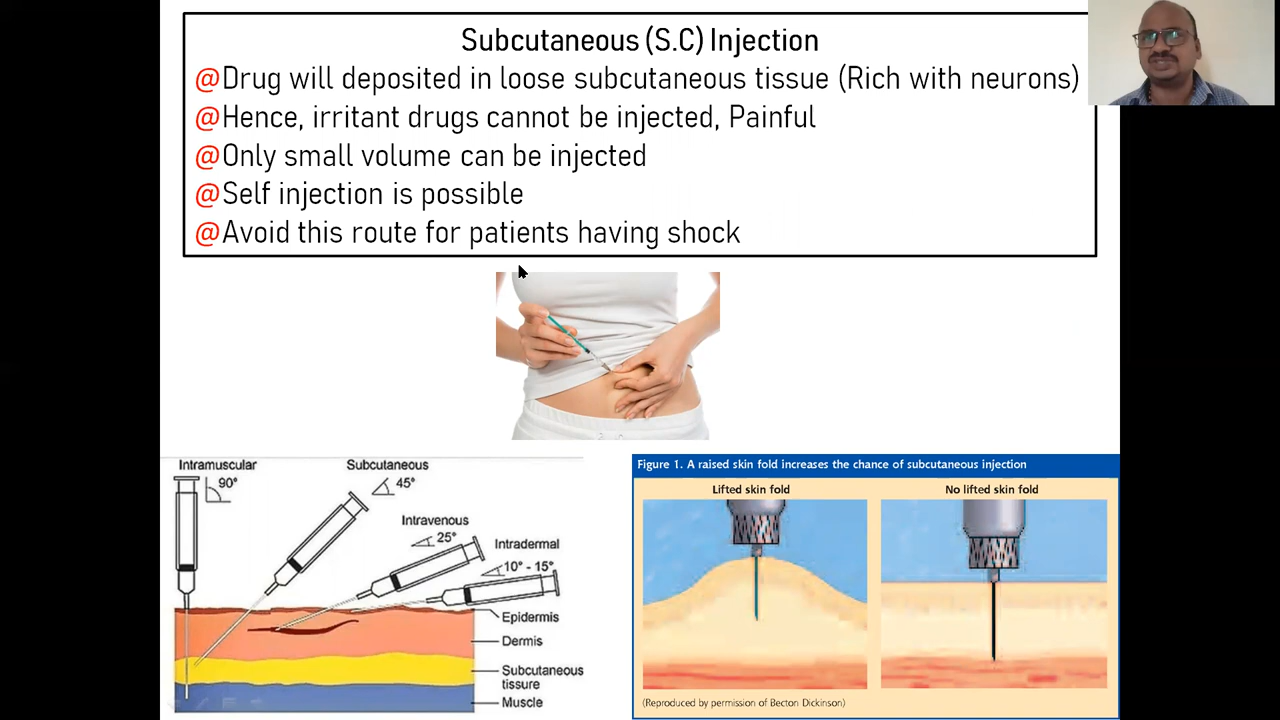 Subcutaneous (S.C) Injection
@Drug will deposited in loose subcutaneous tissue (Rich with neurons)
@Hence, irritant drugs cannot be injected, Painful
@Only small volume can be injected
@Self injection is possible
@Avoid this route for patients having shock
Intramuscular
90°
Subcutaneous
45°
Intravenous
25°
Intradermal
10° - 15°
Epidermis
Dermis
Subcutaneous
tissure
Muscle
Figure 1. A raised skin fold increases the chance of subcutaneous injection
Lifted skin fold
No lifted skin fold
(Reproduced by permission of Becton Dickinson)